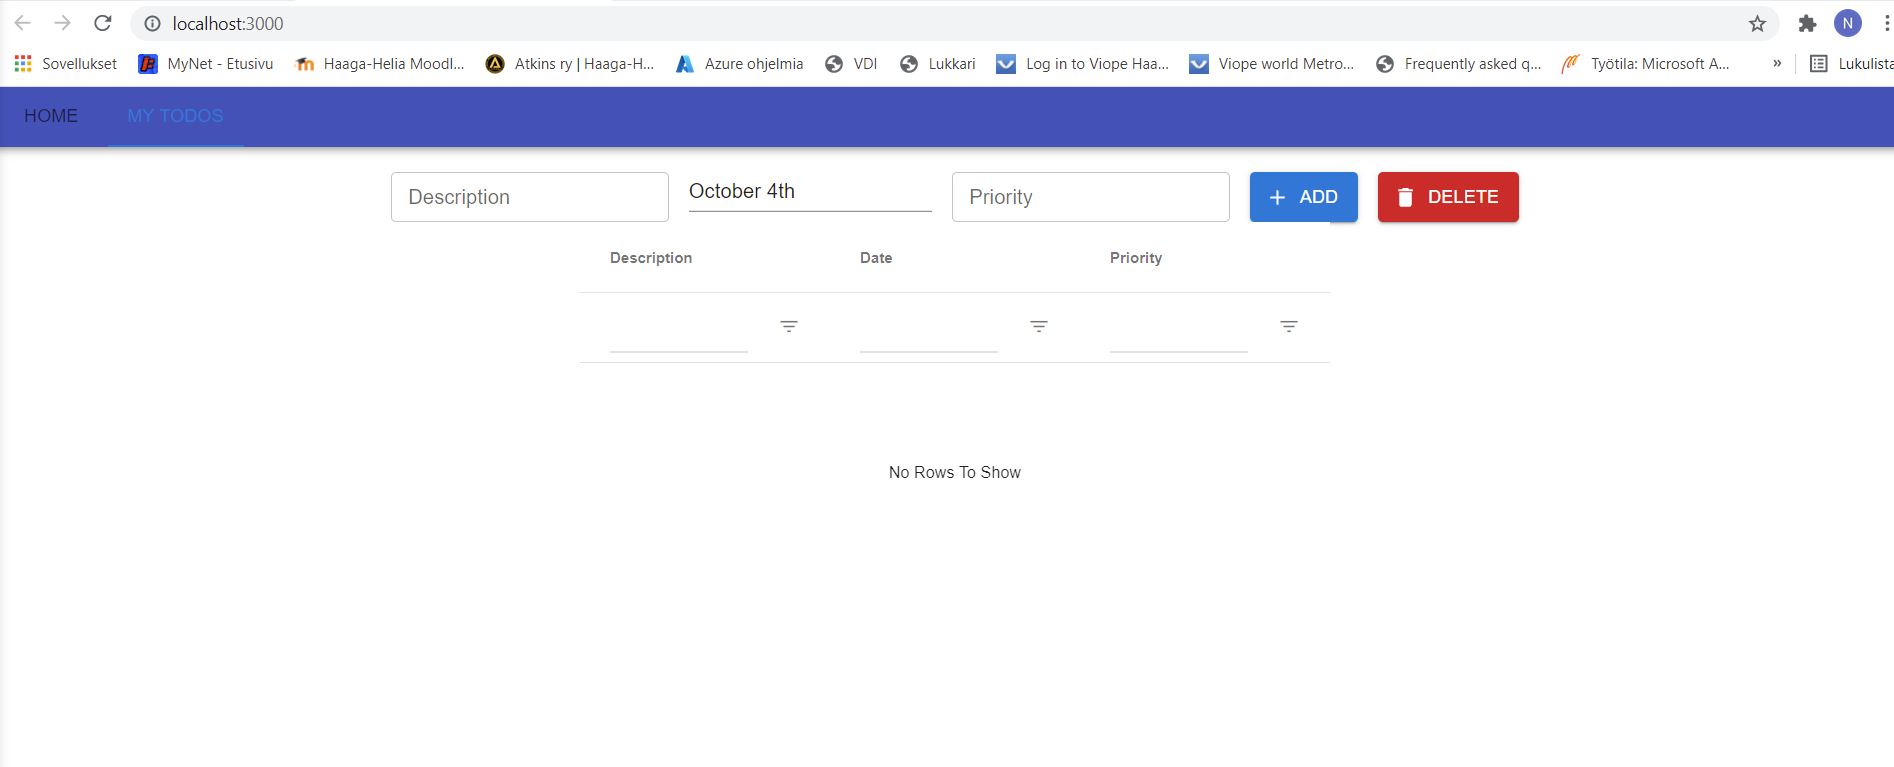 localhost:3000
N
Sovellukset MyNet - Etusivu Haaga-Helia Moodl... Atkins ry | Haaga-H... Azure ohjelmia VDI Lukkari Log in to Viope Haa... Viope world Metro... Frequently asked q... Työtila: Microsoft A... » Lukulista
HOME MY TODOS
Description October 4th Priority + ADD DELETE
Description Date Priority
No Rows To Show